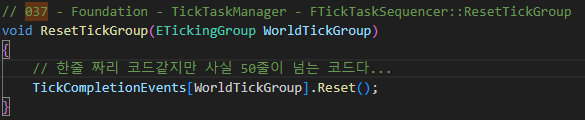 // 037 - Foundation - TickTaskManager - FTickTaskSequencer::ResetTickGroup
void ResetTickGroup(ETickingGroup WorldTickGroup)
{
// 한줄 짜리 코드같지만 사실 50줄이 넘는 코드다...
TickCompletionEvents[WorldTickGroup].Reset();
}